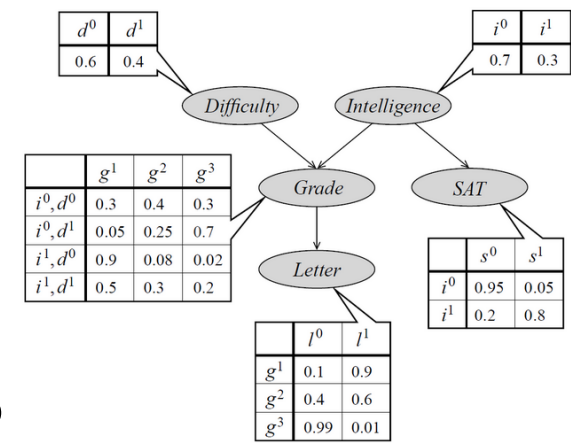 d⁰ d¹
0.6 0.4
i⁰ i¹
0.7 0.3
Difficulty
Intelligence
g¹ g² g³
i⁰,d⁰ 0.3 0.4 0.3
i⁰,d¹ 0.05 0.25 0.7
i¹,d⁰ 0.9 0.08 0.02
i¹,d¹ 0.5 0.3 0.2
Grade
SAT
Letter
s⁰ s¹
i⁰ 0.95 0.05
i¹ 0.2 0.8
l⁰ l¹
g¹ 0.1 0.9
g² 0.4 0.6
g³ 0.99 0.01
)